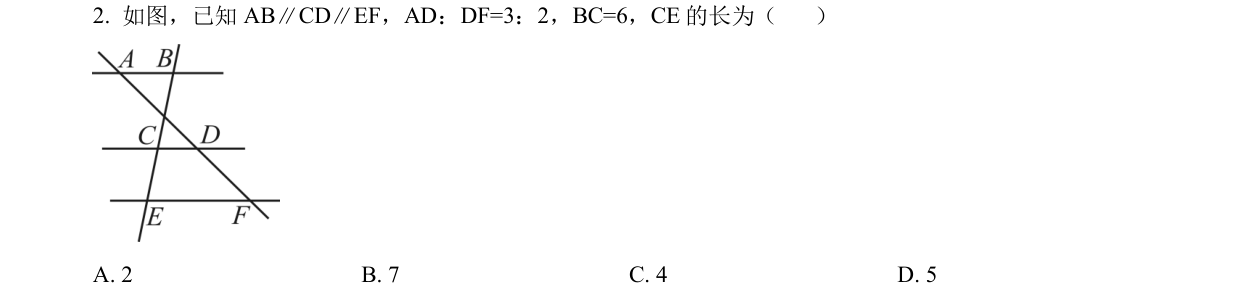 2. 如图，已知 AB∥CD∥EF，AD：DF=3：2，BC=6，CE 的长为（　　）
A B
C D
E F
A. 2 B. 7 C. 4 D. 5